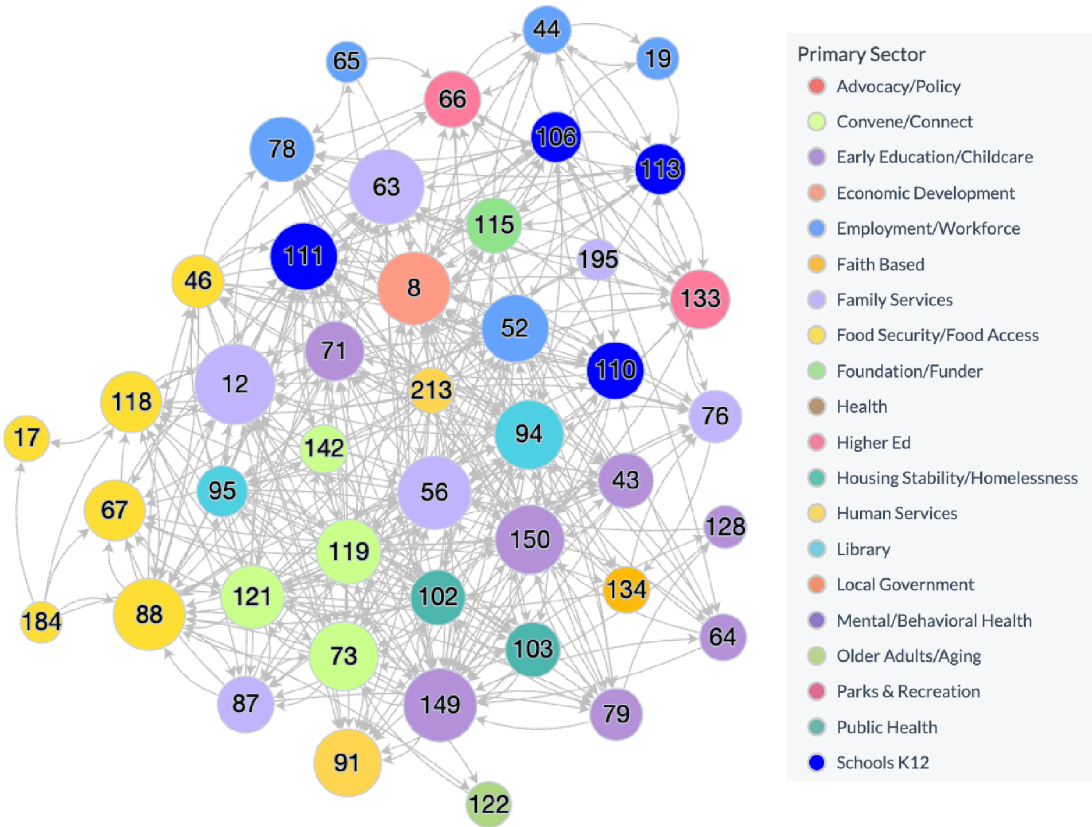 44
65
19
66
106
78
113
63
115
111
195
46
8
133
52
71
110
12
213
118
76
94
17
142
43
95
56
67
128
150
119
134
121
102
88
184
64
73
103
87
149
79
91
122
Primary Sector
Advocacy/Policy
Convene/Connect
Early Education/Childcare
Economic Development
Employment/Workforce
Faith Based
Family Services
Food Security/Food Access
Foundation/Funder
Health
Higher Ed
Housing Stability/Homelessness
Human Services
Library
Local Government
Mental/Behavioral Health
Older Adults/Aging
Parks & Recreation
Public Health
Schools K12